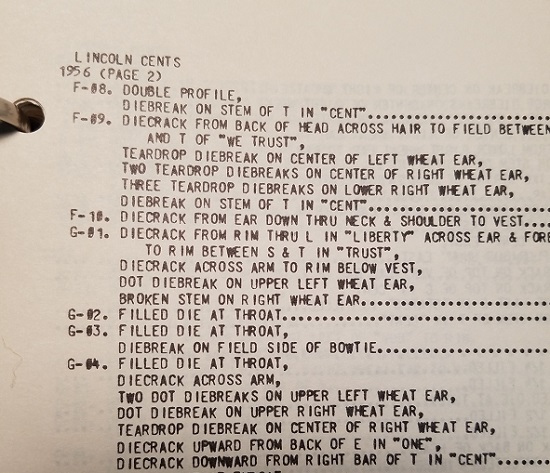 LINCOLN CENTS
1956 (PAGE 2)
F-08. DOUBLE PROFILE,
DIEBREAK ON STEM OF T IN "CENT"....................
F-09. DIECRACK FROM BACK OF HEAD ACROSS HAIR TO FIELD BETWEEN
AND T OF "WE TRUST",
TEARDROP DIEBREAK ON CENTER OF LEFT WHEAT EAR,
TWO TEARDROP DIEBREAKS ON CENTER OF RIGHT WHEAT EAR,
THREE TEARDROP DIEBREAKS ON LOWER RIGHT WHEAT EAR,
DIEBREAK ON STEM OF T IN "CENT"....................
F-10. DIECRACK FROM EAR DOWN THRU NECK & SHOULDER TO VEST....
G-01. DIECRACK FROM RIM THRU L IN "LIBERTY" ACROSS EAR & FORE
TO RIM BETWEEN S & T IN "TRUST",
DIECRACK ACROSS ARM TO RIM BELOW VEST,
DOT DIEBREAK ON UPPER LEFT WHEAT EAR,
BROKEN STEM ON RIGHT WHEAT EAR.....................
G-02. FILLED DIE AT THROAT................................
G-03. FILLED DIE AT THROAT,
DIEBREAK ON FIELD SIDE OF BOWTIE...................
G-04. FILLED DIE AT THROAT,
DIECRACK ACROSS ARM,
TWO DOT DIEBREAKS ON UPPER LEFT WHEAT EAR,
DOT DIEBREAK ON UPPER RIGHT WHEAT EAR,
TEARDROP DIEBREAK ON CENTER OF RIGHT WHEAT EAR,
DIECRACK UPWARD FROM BACK OF E IN "ONE",
DIECRACK DOWNWARD FROM RIGHT BAR OF T IN "CENT".......